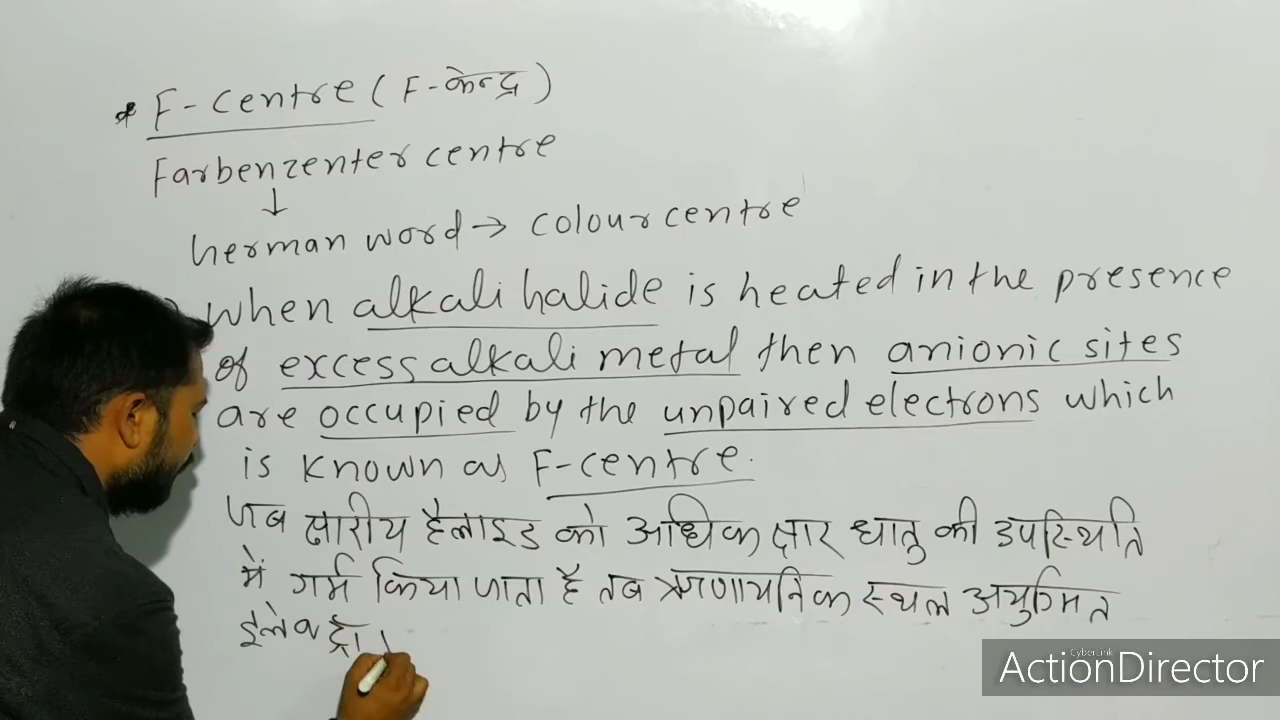 * F-centre (F-केन्द्र)
Farbenzenter centre
↓
herman word → colour centre
when alkali halide is heated in the presence
of excess alkali metal then anionic sites
are occupied by the unpaired electrons which
is known as F-centre.
जब क्षारीय हैलाइड को अधिक क्षार धातु की उपस्थिति
में गर्म किया जाता है तब ऋणायनिक स्थल अयुग्मित
इलेक्ट्रा
CyberLink
ActionDirector